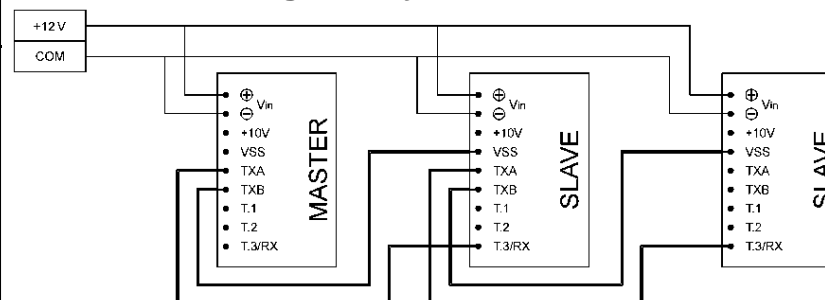 +12V
COM
⊕
Vin
⊖
+10V
VSS
TXA
TXB
T.1
T.2
T.3/RX
MASTER
⊕
Vin
⊖
+10V
VSS
TXA
TXB
T.1
T.2
T.3/RX
SLAVE
⊕
Vin
⊖
+10V
VSS
TXA
TXB
T.1
T.2
T.3/RX
SLAVE